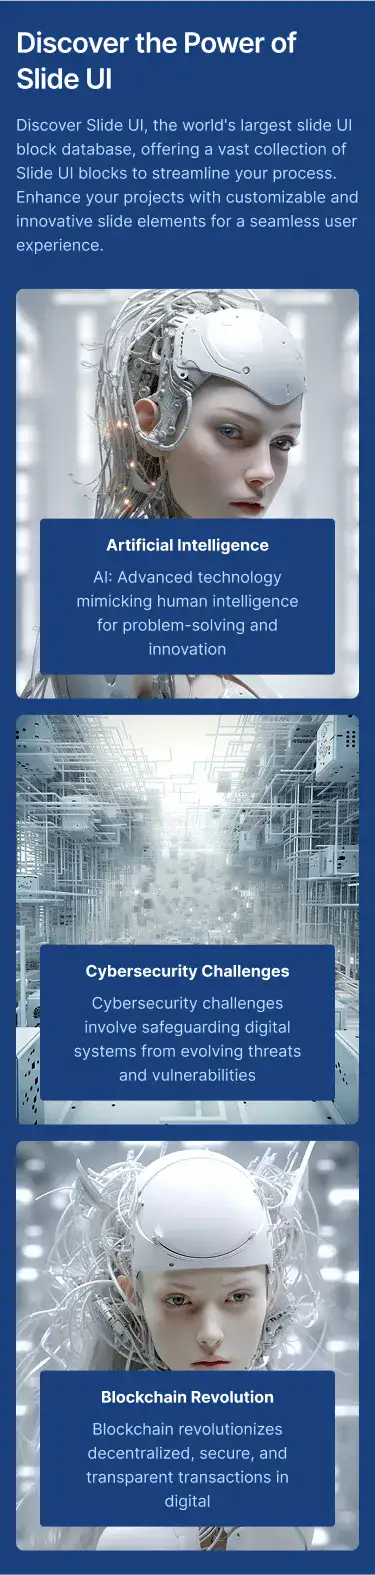 Discover the Power of
Slide UI
Discover Slide UI, the world's largest slide UI
block database, offering a vast collection of
Slide UI blocks to streamline your process.
Enhance your projects with customizable and
innovative slide elements for a seamless user
experience.
Artificial Intelligence
AI: Advanced technology
mimicking human intelligence
for problem-solving and
innovation
Cybersecurity Challenges
Cybersecurity challenges
involve safeguarding digital
systems from evolving threats
and vulnerabilities
Blockchain Revolution
Blockchain revolutionizes
decentralized, secure, and
transparent transactions in
digital